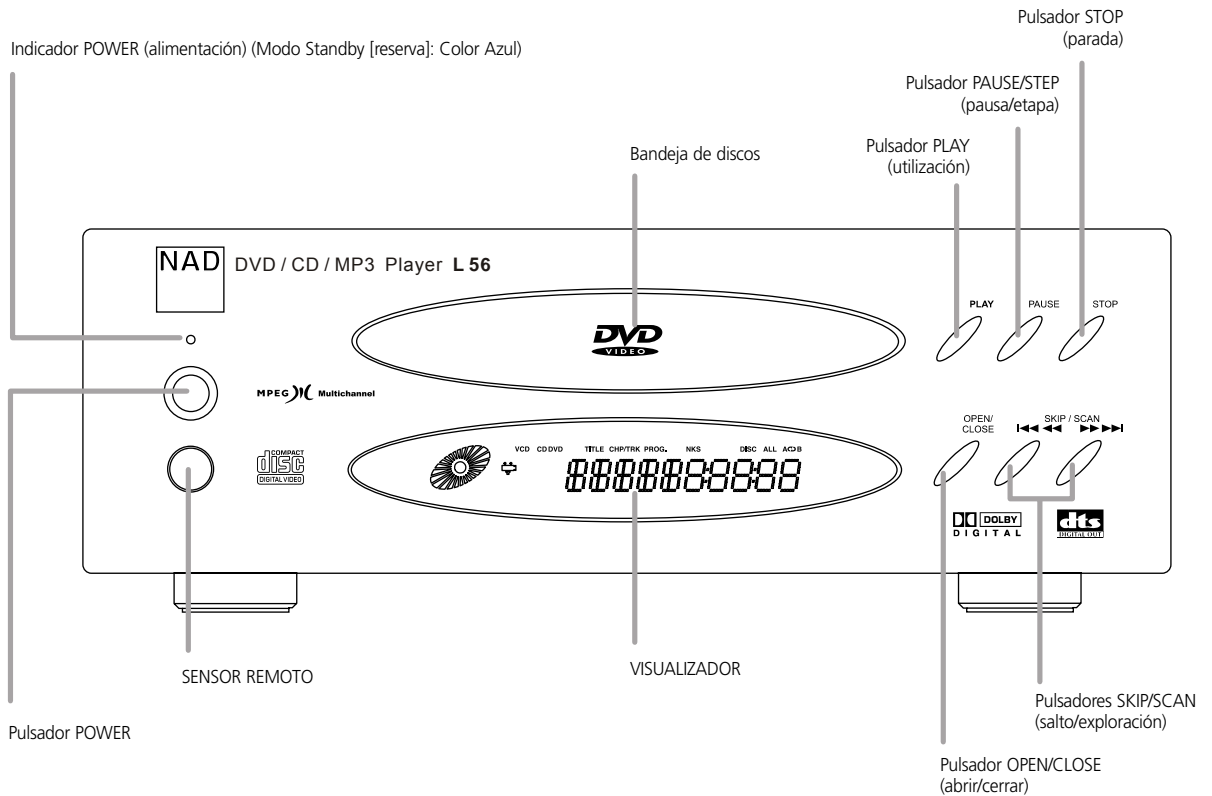 Pulsador STOP
(parada)
Indicador POWER (alimentación) (Modo Standby [reserva]: Color Azul)
Pulsador PAUSE/STEP
(pausa/etapa)
Pulsador PLAY
(utilización)
Bandeja de discos
NAD DVD / CD / MP3 Player L 56
PLAY PAUSE STOP
DVD
VIDEO
MPEG Multichannel
OPEN/
CLOSE
SKIP / SCAN
COMPACT
disc
DIGITAL VIDEO
VCD CD DVD TITLE CHP/TRK PROG. NKS DISC ALL A B
DOLBY
DIGITAL
dts
DIGITAL OUT
SENSOR REMOTO
VISUALIZADOR
Pulsadores SKIP/SCAN
(salto/exploración)
Pulsador POWER
Pulsador OPEN/CLOSE
(abrir/cerrar)